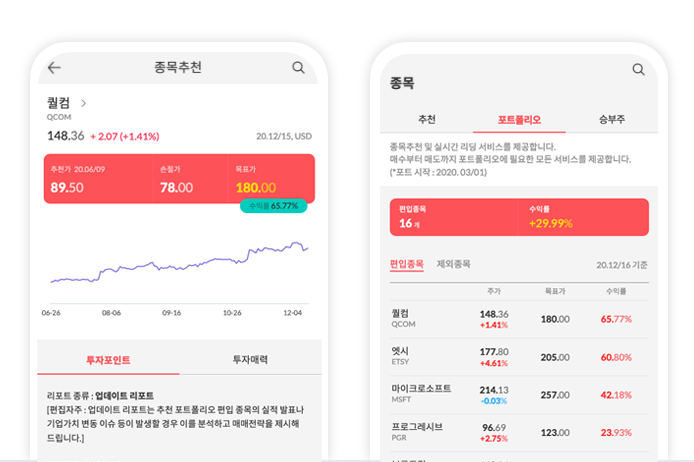 종목추천
퀄컴
QCOM
148.36 + 2.07 (+1.41%) 20.12/15, USD
추천가 20.06/09 손절가 목표가
89.50 78.00 180.00
수익률 65.77%
06-26 08-06 09-16 10-26 12-04
투자포인트 투자매력
리포트 종류 : 업데이트 리포트
[편집자주 : 업데이트 리포트는 추천 포트폴리오 편입 종목의 실적 발표나
기업가치 변동 이슈 등이 발생할 경우 이를 분석하고 매매전략을 제시해
드립니다.]
종목
추천 포트폴리오 승부주
종목추천 및 실시간 리딩 서비스를 제공합니다.
매수부터 매도까지 포트폴리오에 필요한 모든 서비스를 제공합니다.
(*포트 시작 : 2020. 03/01)
편입종목 수익률
16 개 +29.99%
편입종목 제외종목 20.12/16 기준
주가 목표가 수익률
퀄컴 148.36 180.00 65.77%
QCOM +1.41%
엣시 177.80 205.00 60.80%
ETSY +4.61%
마이크로소프트 214.13 257.00 42.18%
MSFT -0.03%
프로그레시브 96.69 123.00 23.93%
PGR +2.75%